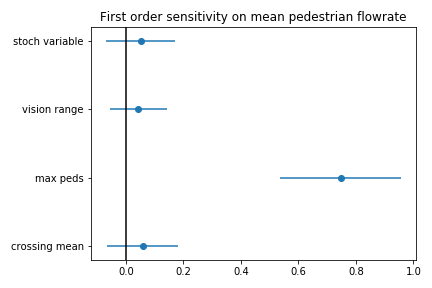 First order sensitivity on mean pedestrian flowrate
stoch variable
vision range
max peds
crossing mean
0.0 0.2 0.4 0.6 0.8 1.0